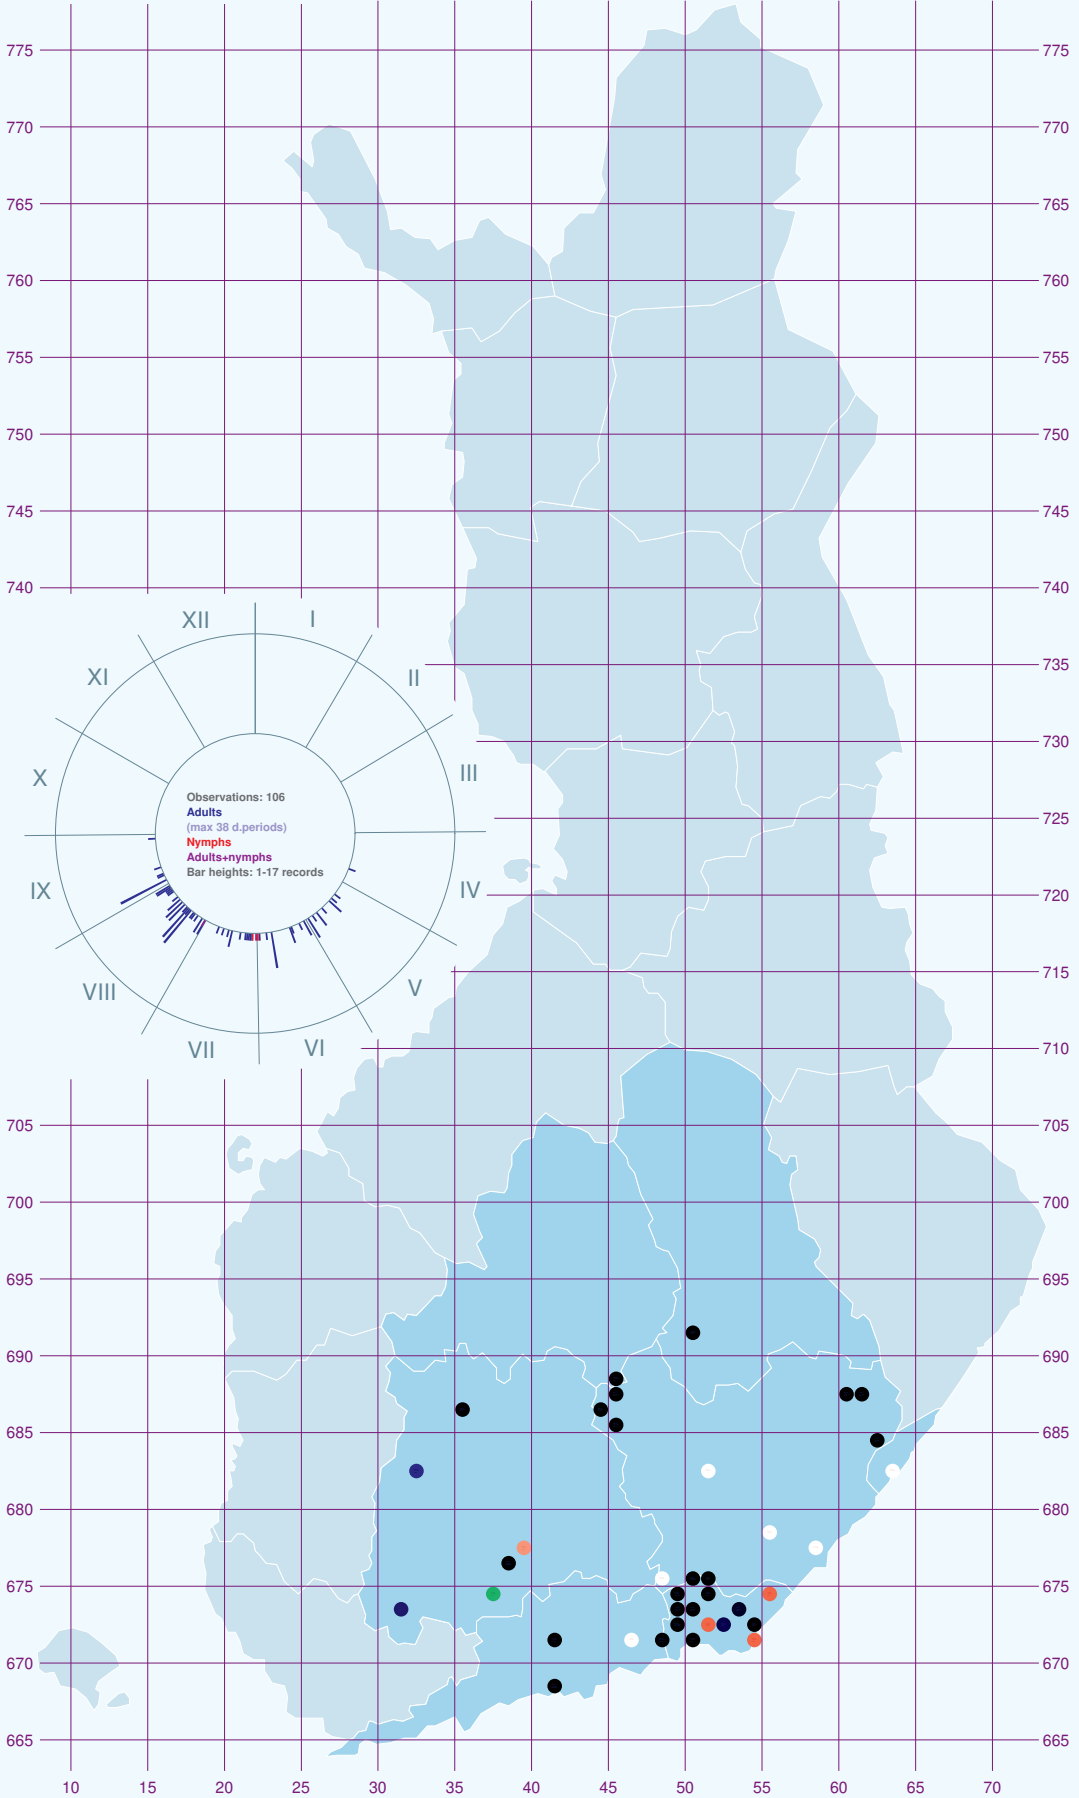 775 775
770 770
765 765
760 760
755 755
750 750
745 745
740 740
XII I
XI II
735
730
X III
725
Observations: 106
Adults
(max 38 d.periods)
Nymphs
Adults+nymphs
Bar heights: 1-17 records
IX IV
720
715
VIII V
VII VI
710
705 705
700 700
695 695
690 690
685 685
680 680
675 675
670 670
665 665
10 15 20 25 30 35 40 45 50 55 60 65 70